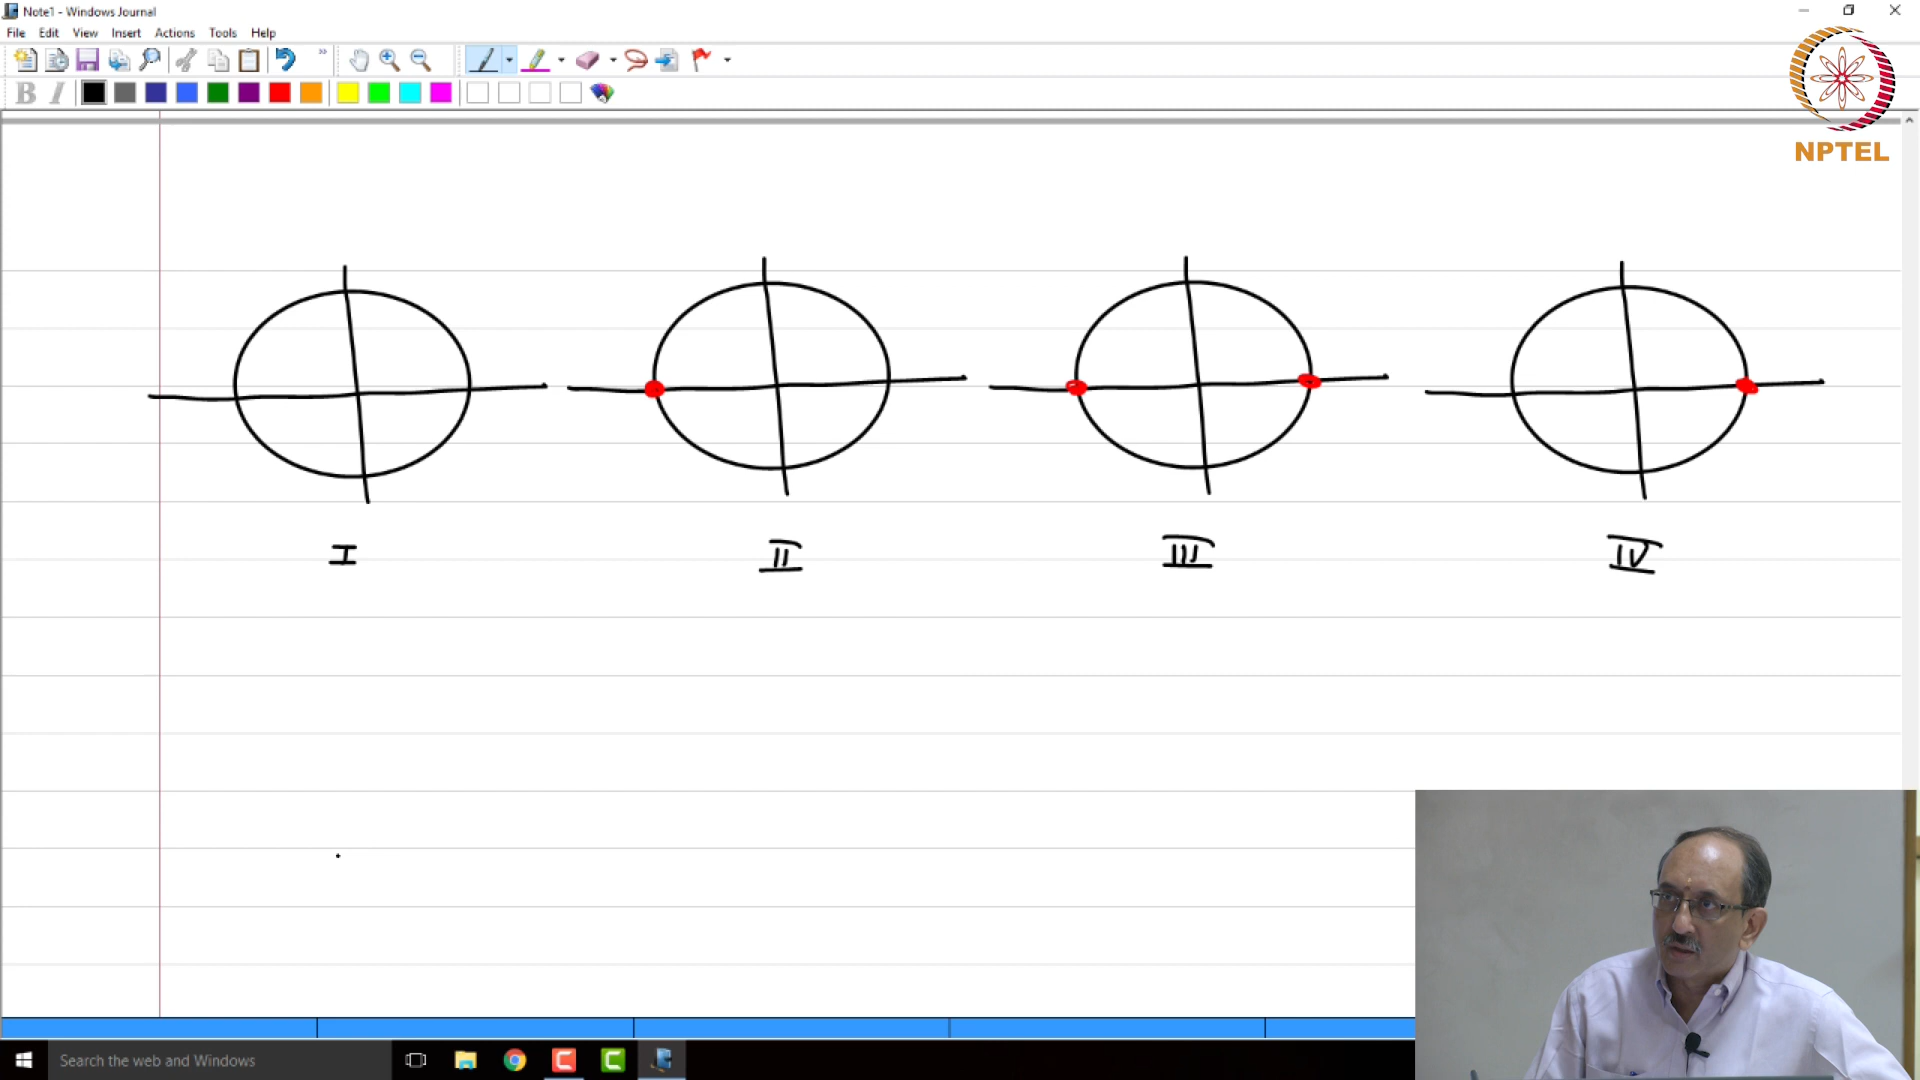 Note1 - Windows Journal
File Edit View Insert Actions Tools Help
B I
NPTEL
I II III IV
Search the web and Windows